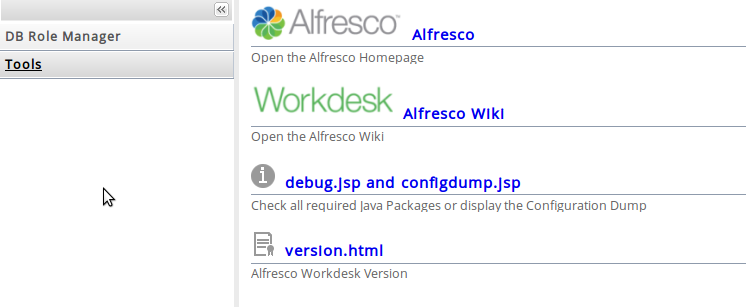 DB Role Manager
Tools
Alfresco Alfresco
Open the Alfresco Homepage
Workdesk Alfresco Wiki
Open the Alfresco Wiki
debug.jsp and configdump.jsp
Check all required Java Packages or display the Configuration Dump
version.html
Alfresco Workdesk Version